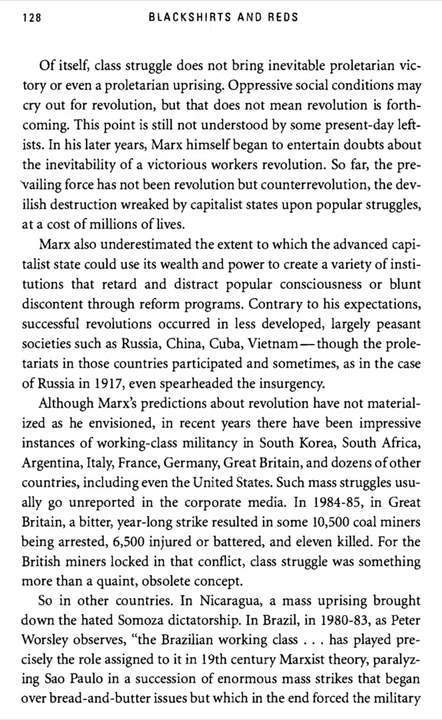 128 BLACKSHIRTS AND REDS
Of itself, class struggle does not bring inevitable proletarian vic-
tory or even a proletarian uprising. Oppressive social conditions may
cry out for revolution, but that does not mean revolution is forth-
coming. This point is still not understood by some present-day left-
ists. In his later years, Marx himself began to entertain doubts about
the inevitability of a victorious workers revolution. So far, the pre-
vailing force has not been revolution but counterrevolution, the dev-
ilish destruction wreaked by capitalist states upon popular struggles,
at a cost of millions of lives.
Marx also underestimated the extent to which the advanced capi-
talist state could use its wealth and power to create a variety of insti-
tutions that retard and distract popular consciousness or blunt
discontent through reform programs. Contrary to his expectations,
successful revolutions occurred in less developed, largely peasant
societies such as Russia, China, Cuba, Vietnam—though the prole-
tariats in those countries participated and sometimes, as in the case
of Russia in 1917, even spearheaded the insurgency.
Although Marx's predictions about revolution have not material-
ized as he envisioned, in recent years there have been impressive
instances of working-class militancy in South Korea, South Africa,
Argentina, Italy, France, Germany, Great Britain, and dozens of other
countries, including even the United States. Such mass struggles usu-
ally go unreported in the corporate media. In 1984-85, in Great
Britain, a bitter, year-long strike resulted in some 10,500 coal miners
being arrested, 6,500 injured or battered, and eleven killed. For the
British miners locked in that conflict, class struggle was something
more than a quaint, obsolete concept.
So in other countries. In Nicaragua, a mass uprising brought
down the hated Somoza dictatorship. In Brazil, in 1980-83, as Peter
Worsley observes, "the Brazilian working class . . . has played pre-
cisely the role assigned to it in 19th century Marxist theory, paralyz-
ing Sao Paulo in a succession of enormous mass strikes that began
over bread-and-butter issues but which in the end forced the military